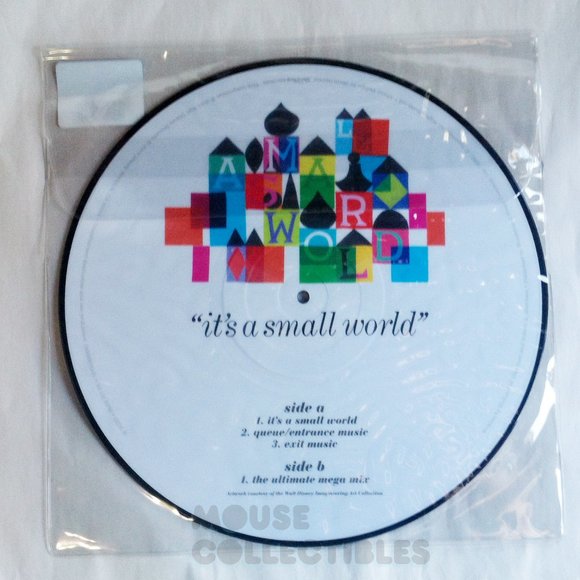 A MALL
S A R
WORLD
"it's a small world"
side a
1. it's a small world
2. queue/entrance music
3. exit music
side b
1. the ultimate mega mix
Artwork courtesy of the Walt Disney Imagineering Art Collection
MOUSE
COLLECTIBLES